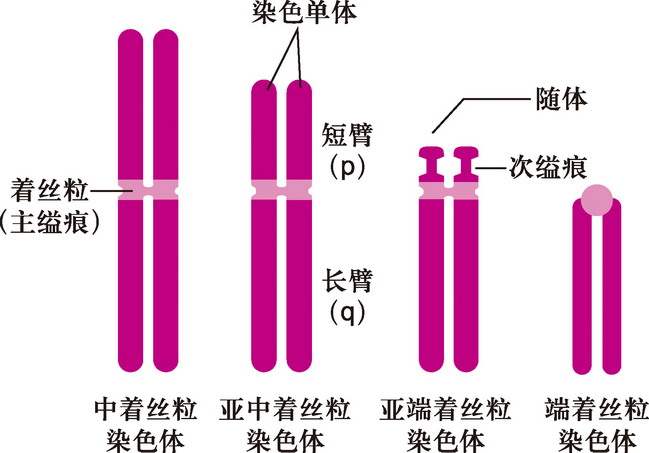 染色单体
随体
短臂
(p)
次缢痕
着丝粒
(主缢痕)
长臂
(q)
中着丝粒
染色体
亚中着丝粒
染色体
亚端着丝粒
染色体
端着丝粒
染色体